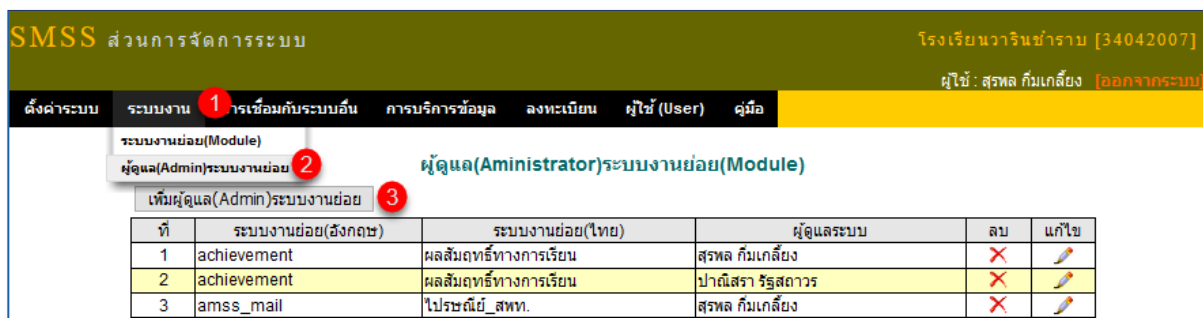 SMSS ส่วนการจัดการระบบ โรงเรียนวารินชำราบ [34042007]
ผู้ใช้ : สุรพล กิ่มเกลี้ยง [ออกจากระบบ]
ตั้งค่าระบบ ระบบงาน 1 การเชื่อมกับระบบอื่น การบริการข้อมูล ลงทะเบียน ผู้ใช้ (User) คู่มือ
ระบบงานย่อย(Module)
ผู้ดูแล(Admin)ระบบงานย่อย 2 ผู้ดูแล(Aministrator)ระบบงานย่อย(Module)
เพิ่มผู้ดูแล(Admin)ระบบงานย่อย 3
ที่ ระบบงานย่อย(อังกฤษ) ระบบงานย่อย(ไทย) ผู้ดูแลระบบ ลบ แก้ไข
1 achievement ผลสัมฤทธิ์ทางการเรียน สุรพล กิ่มเกลี้ยง
2 achievement ผลสัมฤทธิ์ทางการเรียน ปาณิสรา รัฐสถาวร
3 amss_mail ไปรษณีย์_สพท. สุรพล กิ่มเกลี้ยง